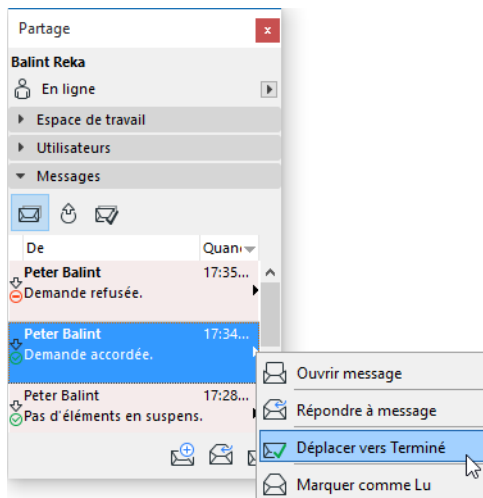 Partage
Balint Reka
En ligne
Espace de travail
Utilisateurs
Messages
De Quan
Peter Balint 17:35...
Demande refusée.
Peter Balint 17:34...
Demande accordée.
Peter Balint 17:28...
Pas d'éléments en suspens.
Ouvrir message
Répondre à message
Déplacer vers Terminé
Marquer comme Lu